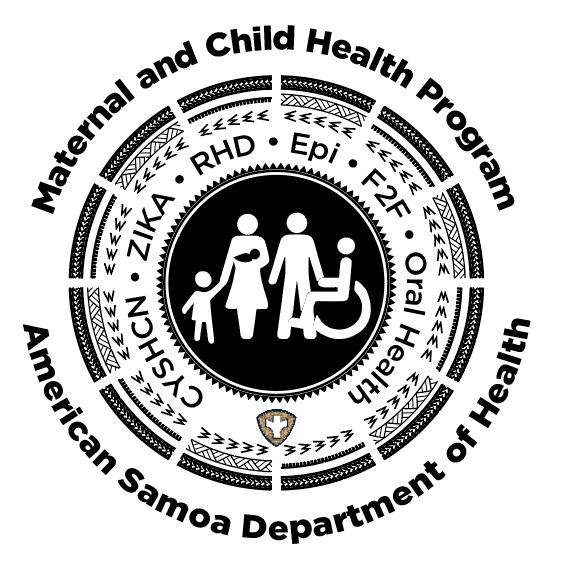 Maternal and Child Health Program
CYSHCN • ZIKA • RHD • Epi • F2F • Oral Health
American Samoa Department of Health